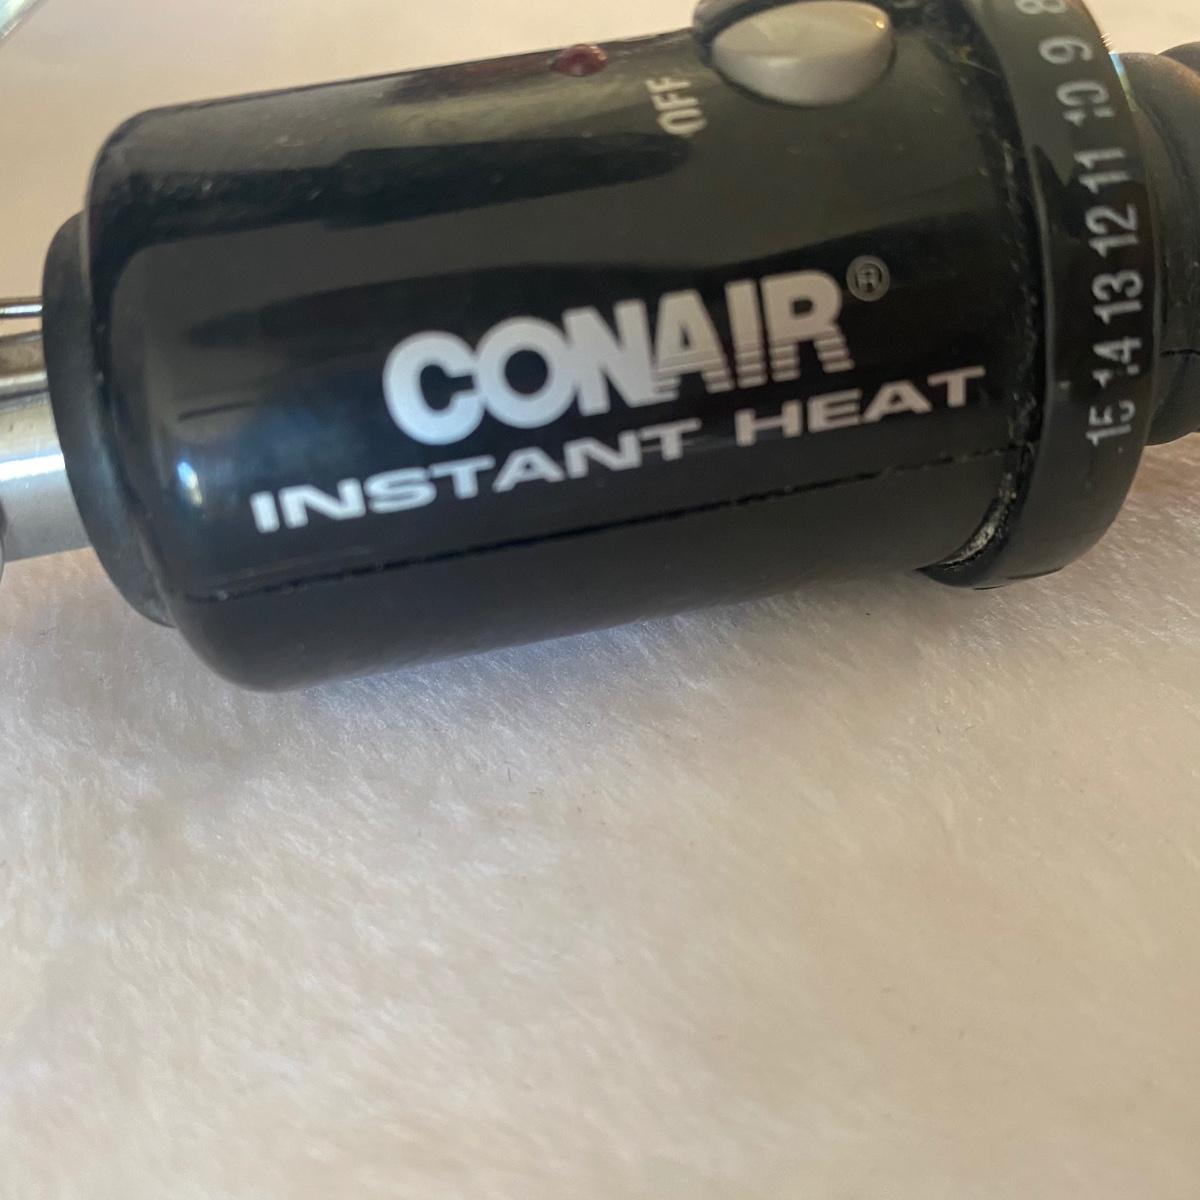 OFF
8 9 10 11 12 13 14 15
CONAIR®
INSTANT HEAT